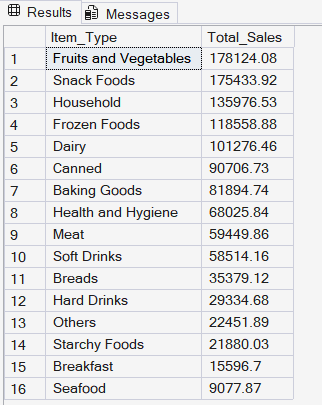 Results Messages
Item_Type Total_Sales
1 Fruits and Vegetables 178124.08
2 Snack Foods 175433.92
3 Household 135976.53
4 Frozen Foods 118558.88
5 Dairy 101276.46
6 Canned 90706.73
7 Baking Goods 81894.74
8 Health and Hygiene 68025.84
9 Meat 59449.86
10 Soft Drinks 58514.16
11 Breads 35379.12
12 Hard Drinks 29334.68
13 Others 22451.89
14 Starchy Foods 21880.03
15 Breakfast 15596.7
16 Seafood 9077.87